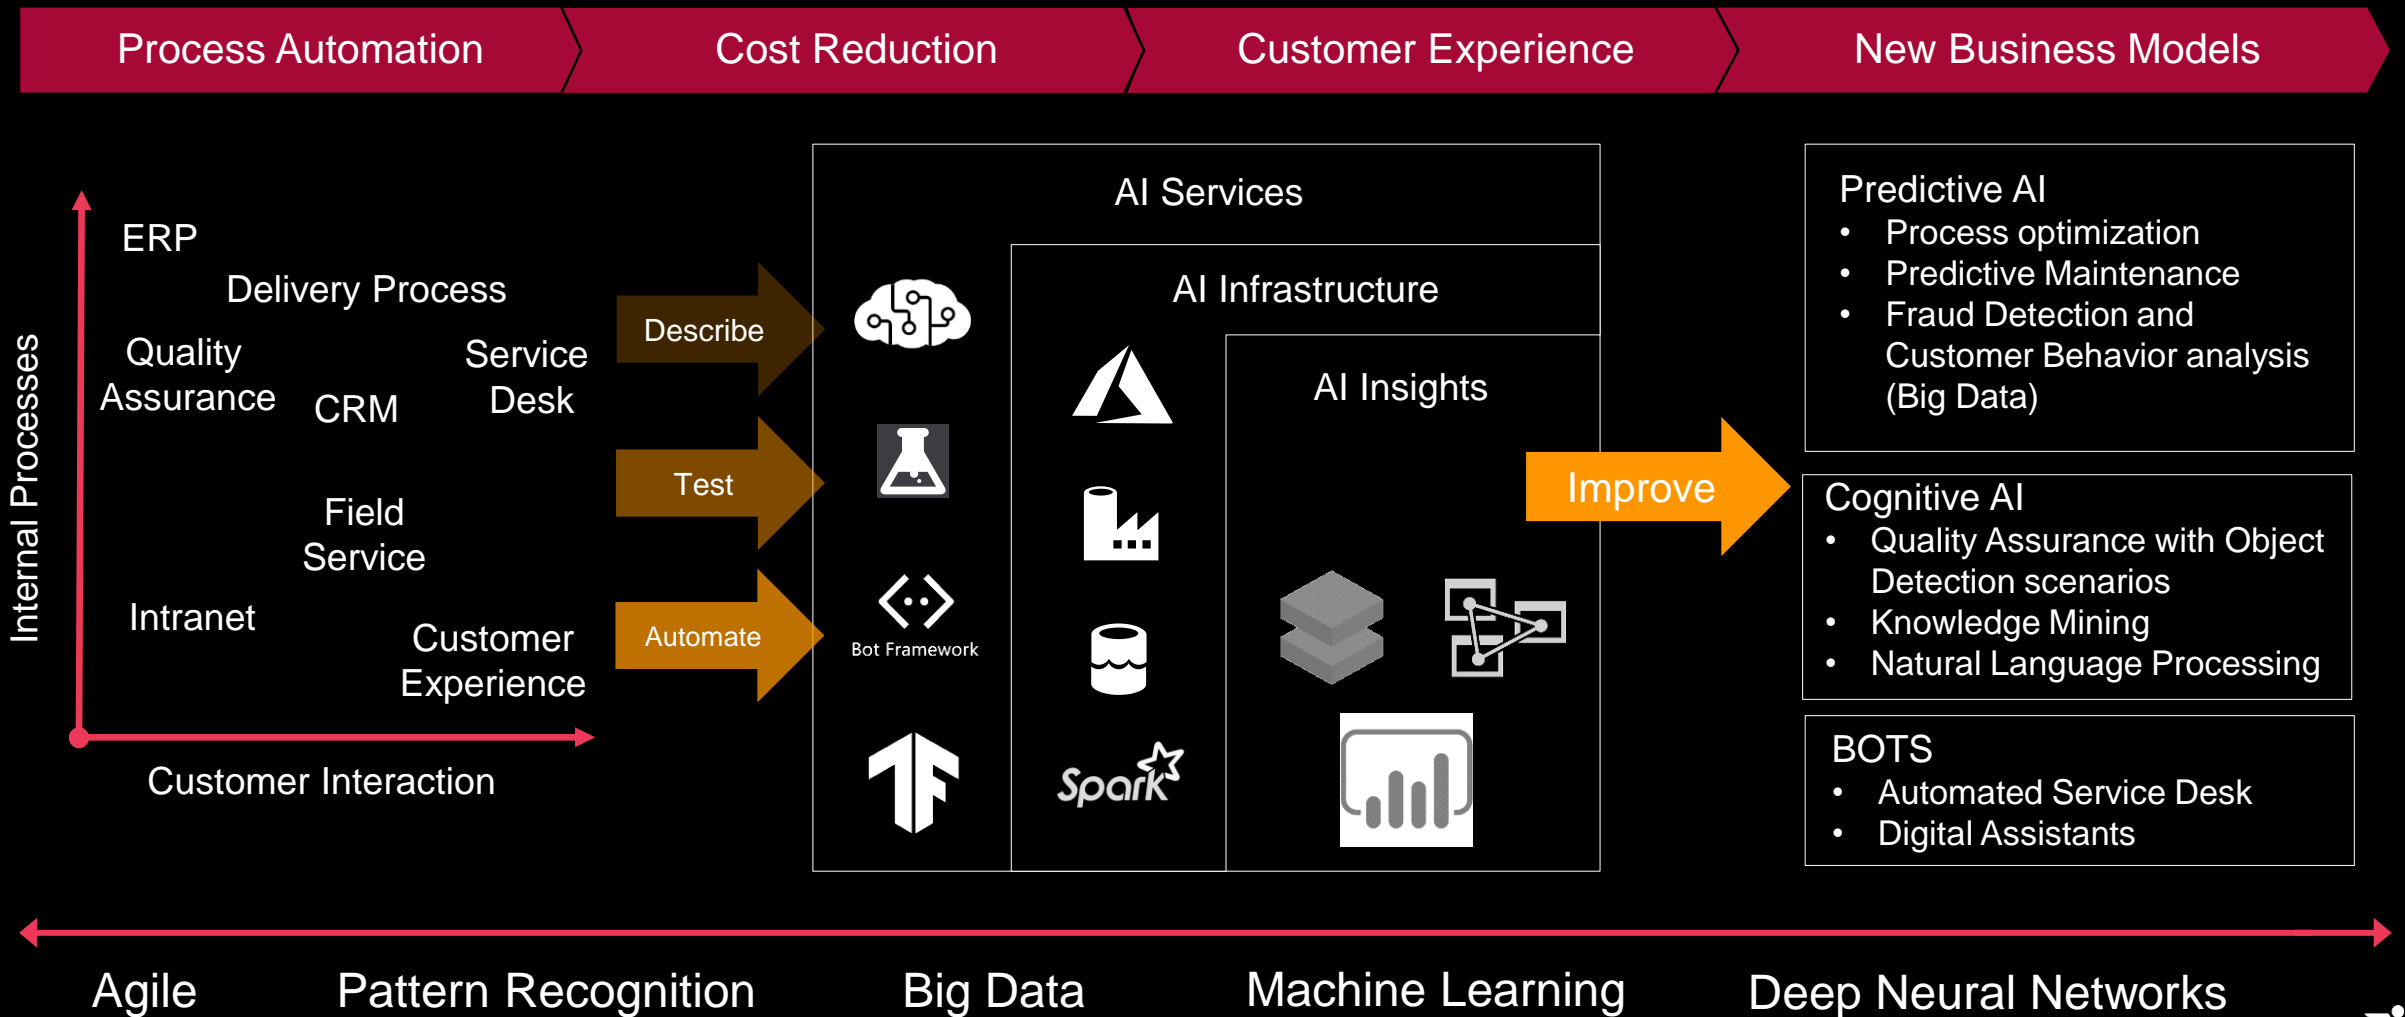 Process Automation
Cost Reduction
Customer Experience
New Business Models
Internal Processes
ERP
Delivery Process
Quality
Assurance
CRM
Service
Desk
Field
Service
Intranet
Customer
Experience
Customer Interaction
Describe
Test
Automate
AI Services
Bot Framework
AI Infrastructure
Spark
AI Insights
Improve
Predictive AI
• Process optimization
• Predictive Maintenance
• Fraud Detection and
Customer Behavior analysis
(Big Data)
Cognitive AI
• Quality Assurance with Object
Detection scenarios
• Knowledge Mining
• Natural Language Processing
BOTS
• Automated Service Desk
• Digital Assistants
Agile
Pattern Recognition
Big Data
Machine Learning
Deep Neural Networks